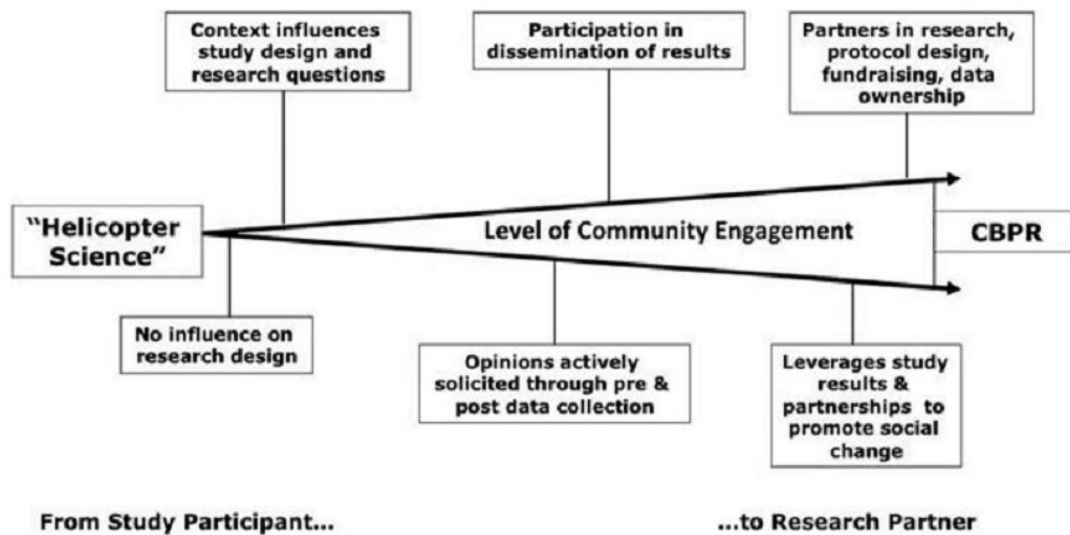 Context influences
study design and
research questions
Participation in
dissemination of results
Partners in research,
protocol design,
fundraising, data
ownership
"Helicopter
Science"
Level of Community Engagement
CBPR
No influence on
research design
Opinions actively
solicited through pre &
post data collection
Leverages study
results &
partnerships to
promote social
change
From Study Participant...
...to Research Partner